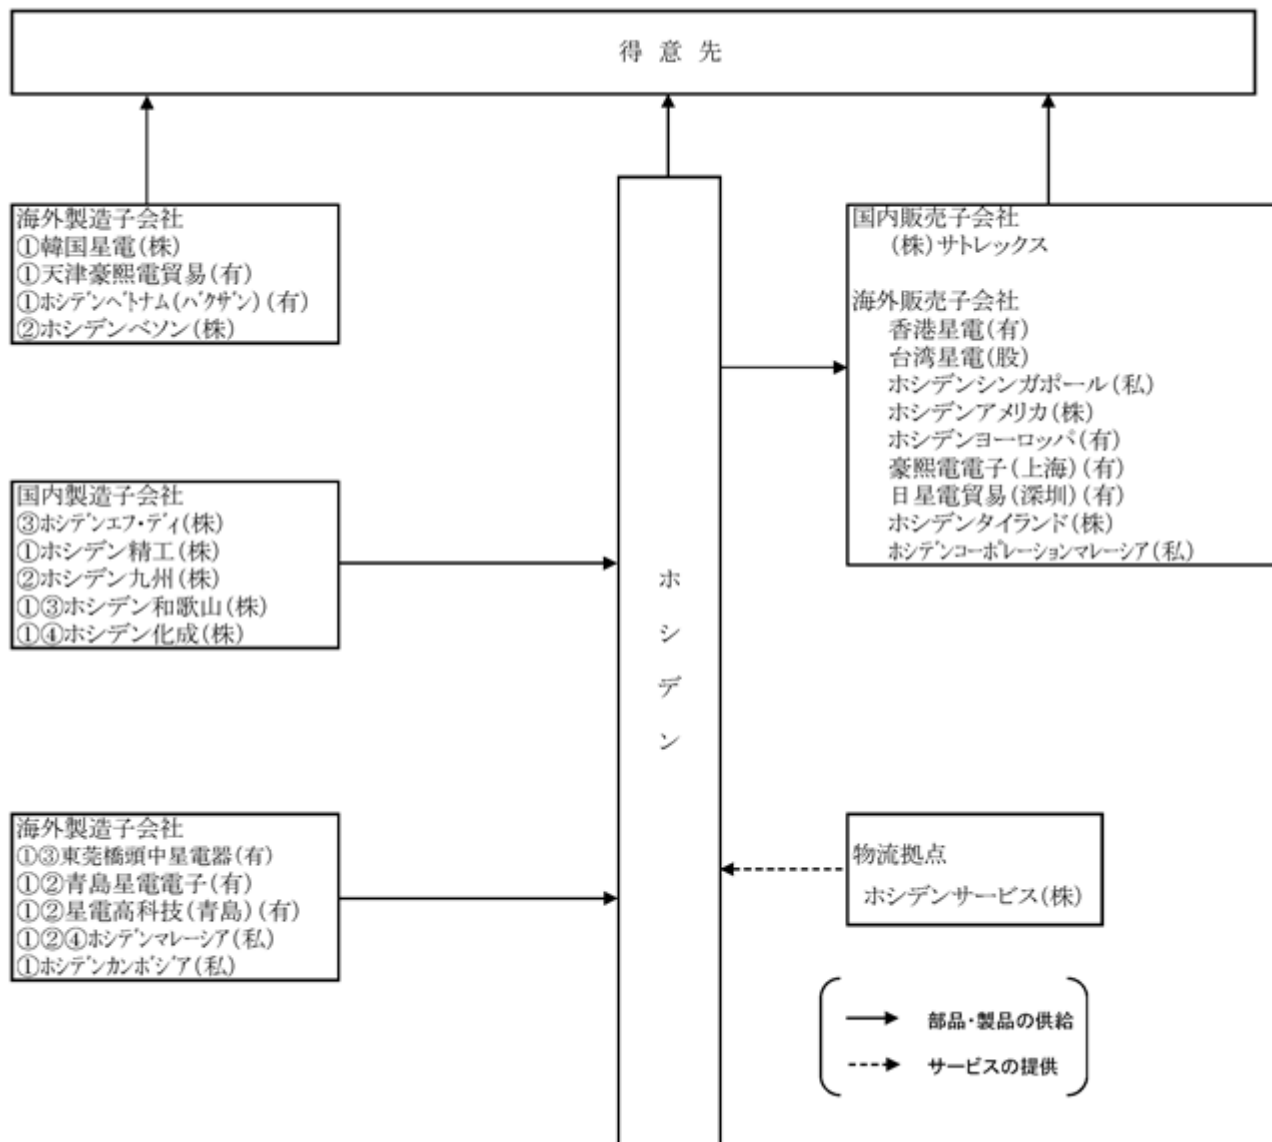 得意先
海外製造子会社
①韓国星電(株)
①天津豪熙電貿易(有)
①ホシデンベトナム(バクザン)(有)
②ホシデンベソン(株)
国内製造子会社
③ホシデンエフ・ディ(株)
①ホシデン精工(株)
②ホシデン九州(株)
①③ホシデン和歌山(株)
①④ホシデン化成(株)
海外製造子会社
①③東莞橋頭中星電器(有)
①②青島星電電子(有)
①②星電高科技(青島)(有)
①②④ホシデンマレーシア(私)
①ホシデンカンボジア(私)
ホシデン
国内販売子会社
(株)サトレックス
海外販売子会社
香港星電(有)
台湾星電(股)
ホシデンシンガポール(私)
ホシデンアメリカ(株)
ホシデンヨーロッパ(有)
豪熙電電子(上海)(有)
日星電貿易(深圳)(有)
ホシデンタイランド(株)
ホシデンコーポレーションマレーシア(私)
物流拠点
ホシデンサービス(株)
部品・製品の供給
サービスの提供